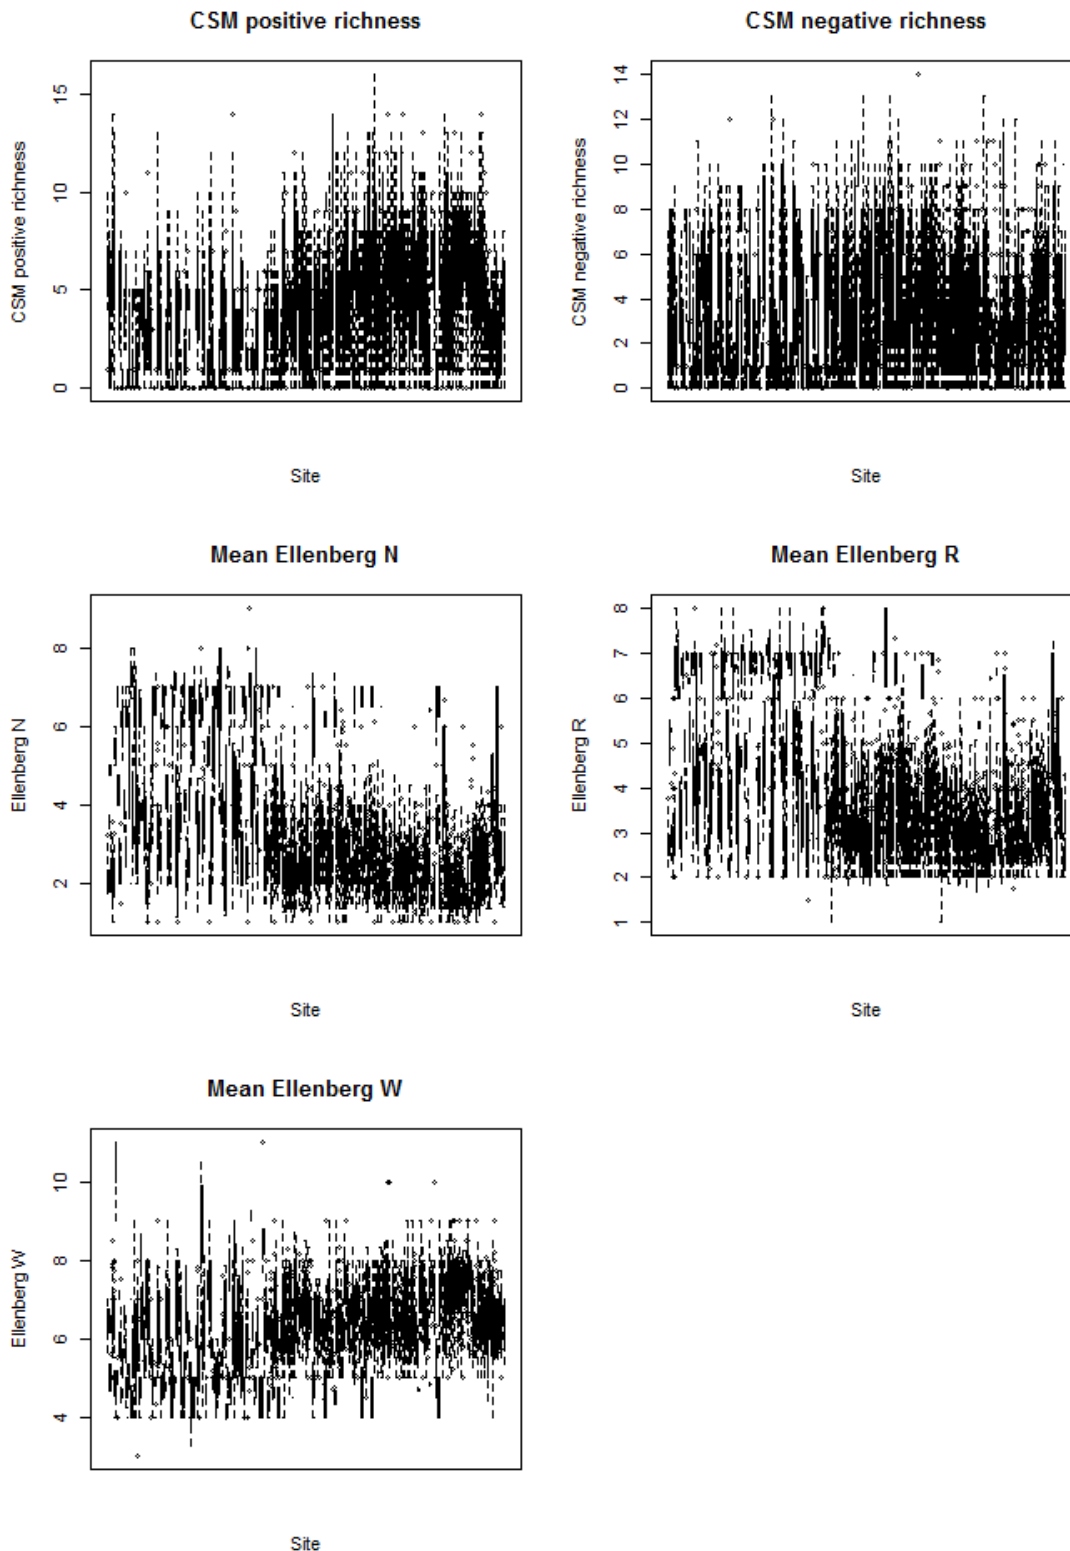 CSM positive richness
CSM positive richness
15
10
5
0
Site
CSM negative richness
CSM negative richness
14
12
10
8
6
4
2
0
Site
Mean Ellenberg N
Ellenberg N
8
6
4
2
Site
Mean Ellenberg R
Ellenberg R
8
7
6
5
4
3
2
1
Site
Mean Ellenberg W
Ellenberg W
10
8
6
4
Site